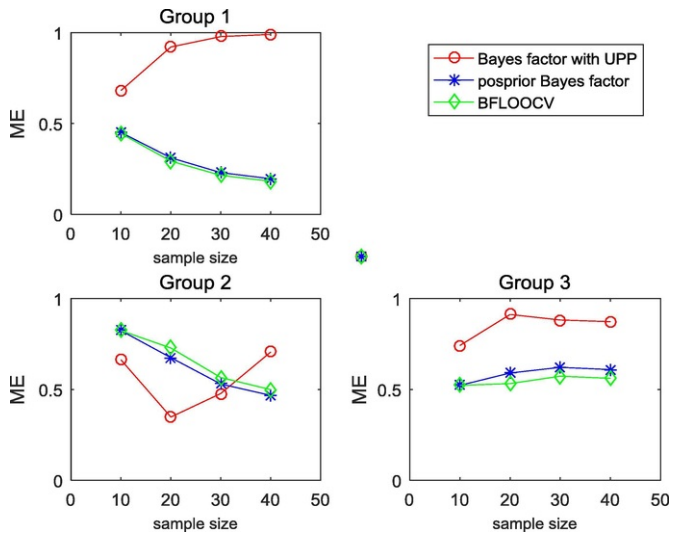 Group 1
1
0.5
0
ME
0 10 20 30 40 50
sample size
Bayes factor with UPP
posprior Bayes factor
BFLOOCV
Group 2
1
0.5
0
ME
0 10 20 30 40 50
sample size
Group 3
1
0.5
0
ME
0 10 20 30 40 50
sample size